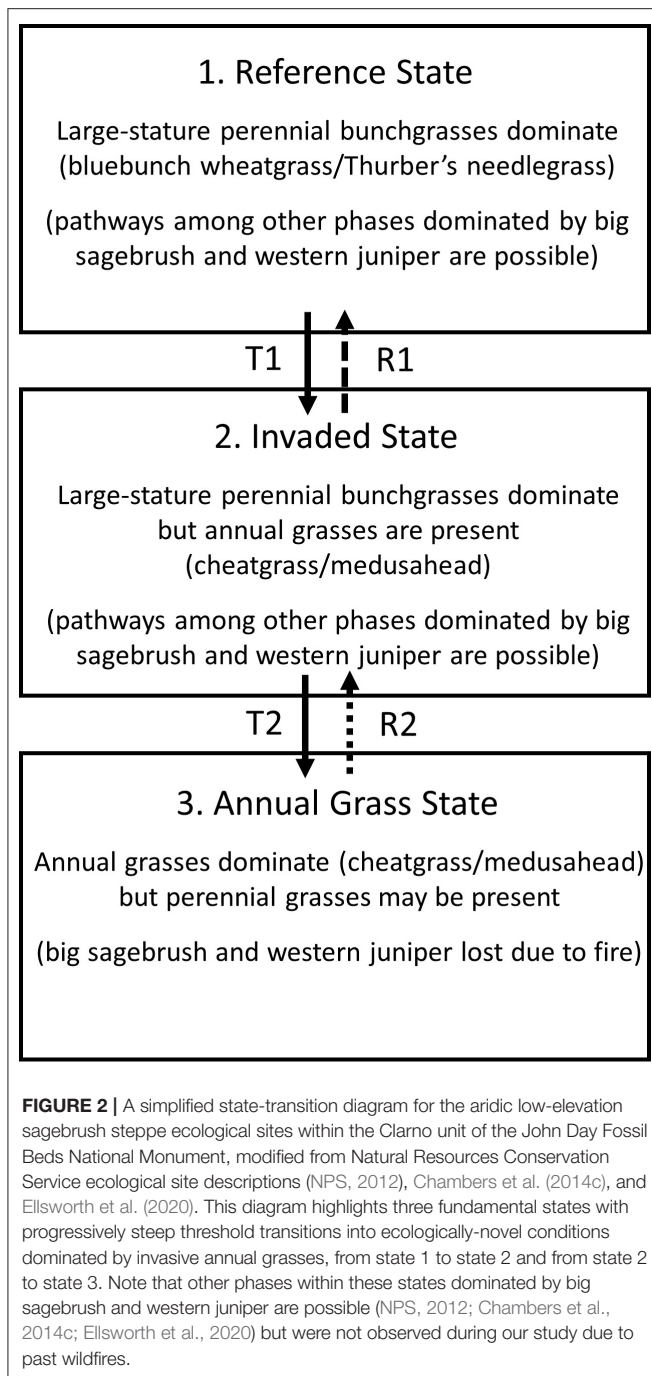 1. Reference State
Large-stature perennial bunchgrasses dominate
(bluebunch wheatgrass/Thurber's needlegrass)
(pathways among other phases dominated by big
sagebrush and western juniper are possible)
T1 R1
2. Invaded State
Large-stature perennial bunchgrasses dominate
but annual grasses are present
(cheatgrass/medusahead)
(pathways among other phases dominated by big
sagebrush and western juniper are possible)
T2 R2
3. Annual Grass State
Annual grasses dominate (cheatgrass/medusahead)
but perennial grasses may be present
(big sagebrush and western juniper lost due to fire)
FIGURE 2 | A simplified state-transition diagram for the aridic low-elevation
sagebrush steppe ecological sites within the Clarno unit of the John Day Fossil
Beds National Monument, modified from Natural Resources Conservation
Service ecological site descriptions (NPS, 2012), Chambers et al. (2014c), and
Ellsworth et al. (2020). This diagram highlights three fundamental states with
progressively steep threshold transitions into ecologically-novel conditions
dominated by invasive annual grasses, from state 1 to state 2 and from state 2
to state 3. Note that other phases within these states dominated by big
sagebrush and western juniper are possible (NPS, 2012; Chambers et al.,
2014c; Ellsworth et al., 2020) but were not observed during our study due to
past wildfires.